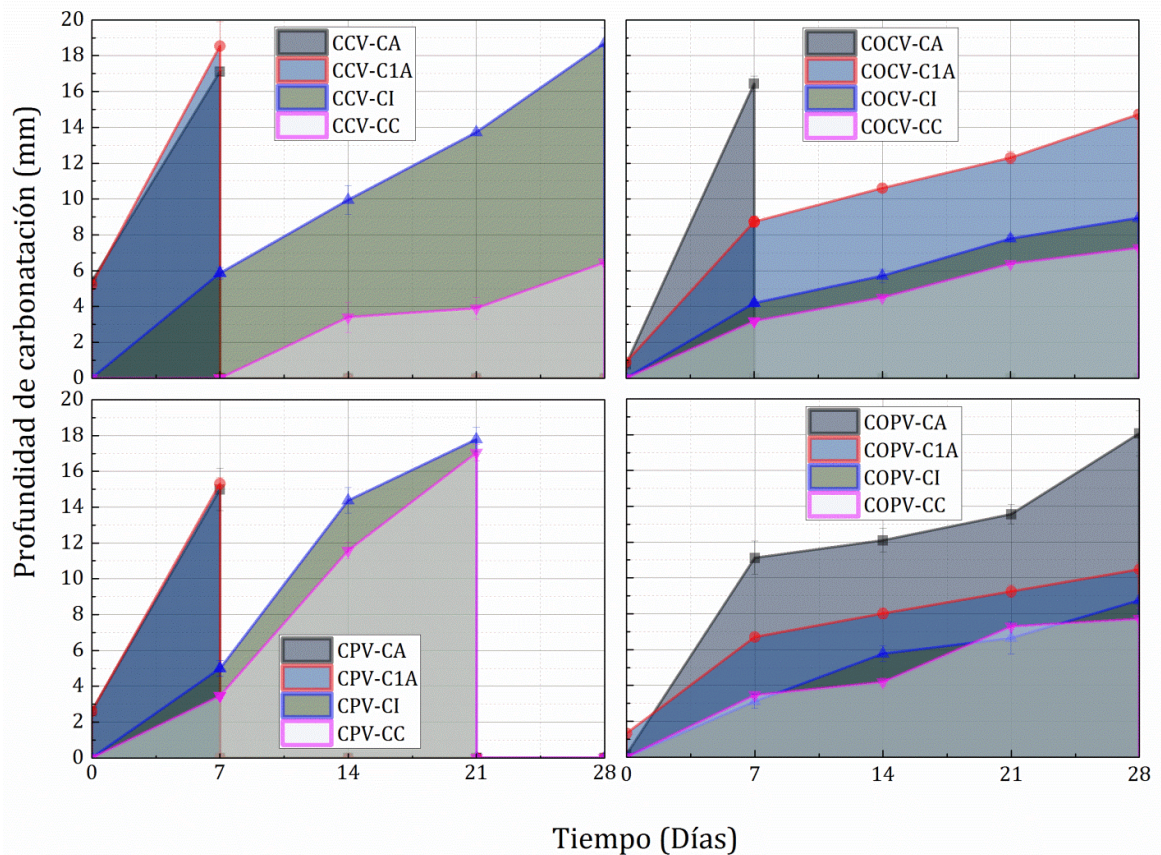 Profundidad de carbonatación (mm)
20
18
16
14
12
10
8
6
4
2
0
CCV-CA
CCV-C1A
CCV-CI
CCV-CC
COCV-CA
COCV-C1A
COCV-CI
COCV-CC
20
18
16
14
12
10
8
6
4
2
0
CPV-CA
CPV-C1A
CPV-CI
CPV-CC
COPV-CA
COPV-C1A
COPV-CI
COPV-CC
0 7 14 21 28
0 7 14 21 28
Tiempo (Días)